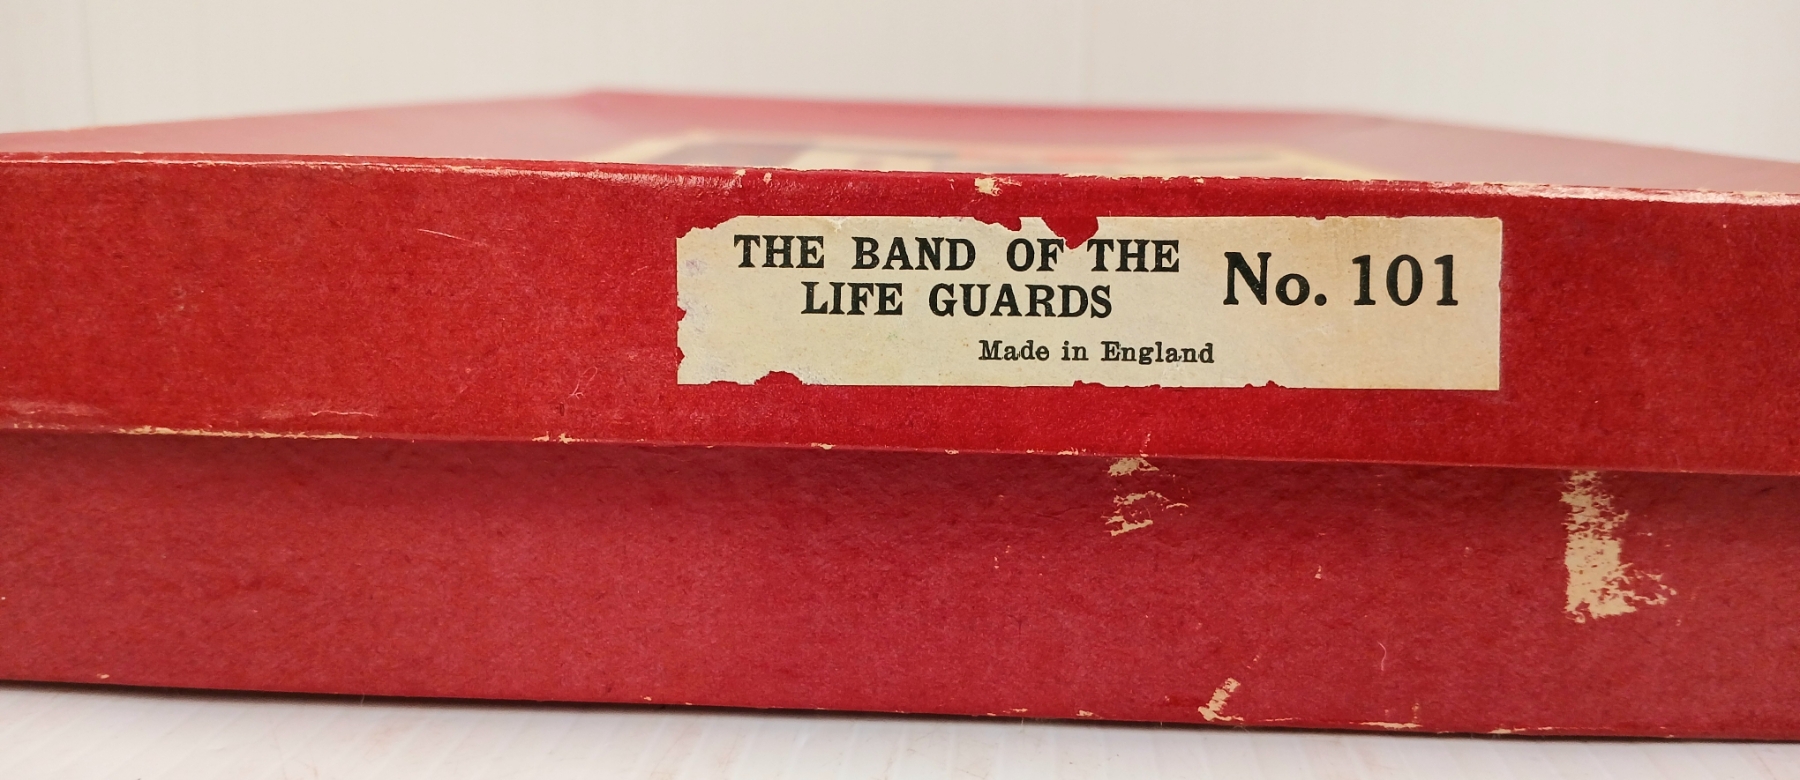 THE BAND OF THE
LIFE GUARDS
No. 101
Made in England